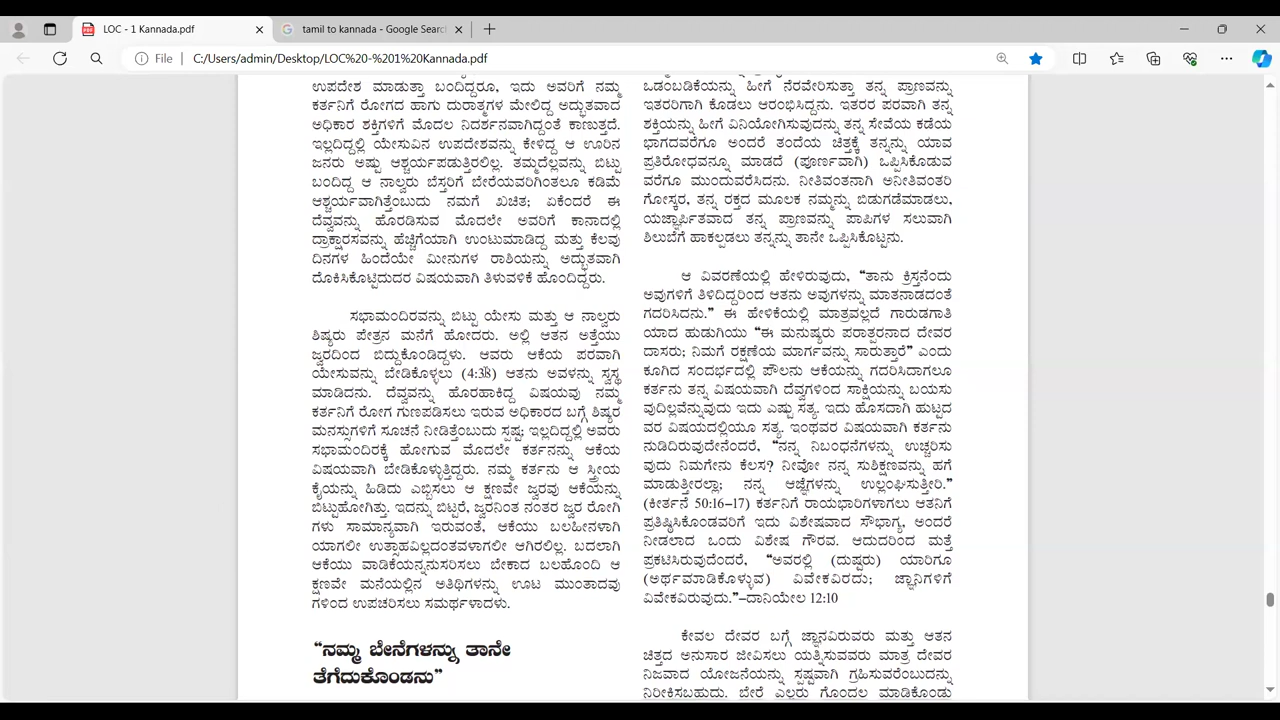 LOC - 1 Kannada.pdf
tamil to kannada - Google Searc
File
C:/Users/admin/Desktop/LOC%20-%201%20Kannada.pdf
ಉಪದೇಶ ಮಾಡುತ್ತಾ ಬಂದಿದ್ದರೂ, ಇದು ಅವರಿಗೆ ನಮ್ಮ
ಕರ್ತನಿಗೆ ರೋಗದ ಹಾಗು ದುರಾತ್ಮಗಳ ಮೇಲಿದ್ದ ಅದ್ಭುತವಾದ
ಅಧಿಕಾರ ಶಕ್ತಿಗಳಿಗೆ ಮೊದಲ ನಿದರ್ಶನವಾಗಿದ್ದಂತೆ ಕಾಣುತ್ತದೆ.
ಇಲ್ಲದಿದ್ದಲ್ಲಿ ಯೇಸುವಿನ ಉಪದೇಶವನ್ನು ಕೇಳಿದ್ದ ಆ ಊರಿನ
ಜನರು ಅಷ್ಟು ಆಶ್ಚರ್ಯಪಡುತ್ತಿರಲಿಲ್ಲ. ತಮ್ಮದೆಲ್ಲವನ್ನು ಬಿಟ್ಟು
ಬಂದಿದ್ದ ಆ ನಾಲ್ವರು ಬೆಸ್ತರಿಗೆ ಬೇರೆಯವರಿಗಿಂತಲೂ ಕಡಿಮೆ
ಆಶ್ಚರ್ಯವಾಗಿತ್ತೆಂಬುದು ನಮಗೆ ಖಚಿತ; ಏಕೆಂದರೆ ಈ
ದೆವ್ವವನ್ನು ಹೊರಡಿಸುವ ಮೊದಲೇ ಅವರಿಗೆ ಕಾನಾದಲ್ಲಿ
ದ್ರಾಕ್ಷಾರಸವನ್ನು ಹೆಚ್ಚಿಗೆಯಾಗಿ ಉಂಟುಮಾಡಿದ್ದ ಮತ್ತು ಕೆಲವು
ದಿನಗಳ ಹಿಂದೆಯೇ ಮೀನುಗಳ ರಾಶಿಯನ್ನು ಅದ್ಭುತವಾಗಿ
ದೊಕಿಸಿಕೊಟ್ಟಿದುದರ ವಿಷಯವಾಗಿ ತಿಳುವಳಿಕೆ ಹೊಂದಿದ್ದರು.
ಸಭಾಮಂದಿರವನ್ನು ಬಿಟ್ಟು ಯೇಸು ಮತ್ತು ಆ ನಾಲ್ವರು
ಶಿಷ್ಯರು ಪೇತ್ರನ ಮನೆಗೆ ಹೋದರು. ಅಲ್ಲಿ ಆತನ ಅತ್ತೆಯು
ಜ್ವರದಿಂದ ಬಿದ್ದುಕೊಂಡಿದ್ದಳು. ಆವರು ಆಕೆಯ ಪರವಾಗಿ
ಯೇಸುವನ್ನು ಬೇಡಿಕೊಳ್ಳಲು (4:38) ಆತನು ಅವಳನ್ನು ಸ್ವಸ್ಥ
ಮಾಡಿದನು. ದೆವ್ವವನ್ನು ಹೊರಹಾಕಿದ್ದ ವಿಷಯವು ನಮ್ಮ
ಕರ್ತನಿಗೆ ರೋಗ ಗುಣಪಡಿಸಲು ಇರುವ ಅಧಿಕಾರದ ಬಗ್ಗೆ ಶಿಷ್ಯರ
ಮನಸ್ಸುಗಳಿಗೆ ಸೂಚನೆ ನೀಡಿತ್ತೆಂಬುದು ಸ್ಪಷ್ಟ; ಇಲ್ಲದಿದ್ದಲ್ಲಿ ಅವರು
ಸಭಾಮಂದಿರಕ್ಕೆ ಹೋಗುವ ಮೊದಲೇ ಕರ್ತನನ್ನು ಆಕೆಯ
ವಿಷಯವಾಗಿ ಬೇಡಿಕೊಳ್ಳುತ್ತಿದ್ದರು. ನಮ್ಮ ಕರ್ತನು ಆ ಸ್ತ್ರೀಯ
ಕೈಯನ್ನು ಹಿಡಿದು ಎಬ್ಬಿಸಲು ಆ ಕ್ಷಣವೇ ಜ್ವರವು ಆಕೆಯನ್ನು
ಬಿಟ್ಟುಹೋಗಿತ್ತು. ಇದನ್ನು ಬಿಟ್ಟರೆ, ಜ್ವರನಿಂತ ನಂತರ ಜ್ವರ ರೋಗಿ
ಗಳು ಸಾಮಾನ್ಯವಾಗಿ ಇರುವಂತೆ, ಆಕೆಯು ಬಲಹೀನಳಾಗಿ
ಯಾಗಲೀ ಉತ್ಸಾಹವಿಲ್ಲದಂತವಳಾಗಲೀ ಆಗಿರಲಿಲ್ಲ. ಬದಲಾಗಿ
ಆಕೆಯು ವಾಡಿಕೆಯನ್ನನುಸರಿಸಲು ಬೇಕಾದ ಬಲಹೊಂದಿ ಆ
ಕ್ಷಣವೇ ಮನೆಯಲ್ಲಿನ ಅತಿಥಿಗಳನ್ನು ಊಟ ಮುಂತಾದವು
ಗಳಿಂದ ಉಪಚರಿಸಲು ಸಮರ್ಥಳಾದಳು.
“ನಮ್ಮ ಬೇನೆಗಳನ್ನು ತಾನೇ
ತೆಗೆದುಕೊಂಡನು”
ಒಡಂಬಡಿಕೆಯನ್ನು ಹೀಗೆ ನೆರವೇರಿಸುತ್ತಾ ತನ್ನ ಪ್ರಾಣವನ್ನು
ಇತರರಿಗಾಗಿ ಕೊಡಲು ಆರಂಭಿಸಿದ್ದನು. ಇತರರ ಪರವಾಗಿ ತನ್ನ
ಶಕ್ತಿಯನ್ನು ಹೀಗೆ ವಿನಿಯೋಗಿಸುವುದನ್ನು ತನ್ನ ಸೇವೆಯ ಕಡೆಯ
ಭಾಗದವರೆಗೂ ಅಂದರೆ ತಂದೆಯ ಚಿತ್ತಕ್ಕೆ ತನ್ನನ್ನು ಯಾವ
ಪ್ರತಿರೋಧವನ್ನೂ ಮಾಡದೆ (ಪೂರ್ಣವಾಗಿ) ಒಪ್ಪಿಸಿಕೊಡುವ
ವರೆಗೂ ಮುಂದುವರೆಸಿದನು. ನೀತಿವಂತನಾಗಿ ಅನೀತಿವಂತರಿ
ಗೋಸ್ಕರ, ತನ್ನ ರಕ್ತದ ಮೂಲಕ ನಮ್ಮನ್ನು ಬಿಡುಗಡೆಮಾಡಲು,
ಯಜ್ಞಾರ್ಪಿತವಾದ ತನ್ನ ಪ್ರಾಣವನ್ನು ಪಾಪಿಗಳ ಸಲುವಾಗಿ
ಶಿಲುಬೆಗೆ ಹಾಕಲ್ಪಡಲು ತನ್ನನ್ನು ತಾನೇ ಒಪ್ಪಿಸಿಕೊಟ್ಟನು.
ಆ ವಿವರಣೆಯಲ್ಲಿ ಹೇಳಿರುವುದು, “ತಾನು ಕ್ರಿಸ್ತನೆಂದು
ಅವುಗಳಿಗೆ ತಿಳಿದಿದ್ದರಿಂದ ಆತನು ಅವುಗಳನ್ನು ಮಾತನಾಡದಂತೆ
ಗದರಿಸಿದನು.” ಈ ಹೇಳಿಕೆಯಲ್ಲಿ ಮಾತ್ರವಲ್ಲದೆ ಗಾರುಡಗಾತಿ
ಯಾದ ಹುಡುಗಿಯು “ಈ ಮನುಷ್ಯರು ಪರಾತ್ಪರನಾದ ದೇವರ
ದಾಸರು; ನಿಮಗೆ ರಕ್ಷಣೆಯ ಮಾರ್ಗವನ್ನು ಸಾರುತ್ತಾರೆ” ಎಂದು
ಕೂಗಿದ ಸಂದರ್ಭದಲ್ಲಿ ಪೌಲನು ಆಕೆಯನ್ನು ಗದರಿಸಿದಾಗಲೂ
ಕರ್ತನು ತನ್ನ ವಿಷಯವಾಗಿ ದೆವ್ವಗಳಿಂದ ಸಾಕ್ಷಿಯನ್ನು ಬಯಸು
ವುದಿಲ್ಲವೆನ್ನುವುದು ಇದು ಎಷ್ಟು ಸತ್ಯ. ಇದು ಹೊಸದಾಗಿ ಹುಟ್ಟಿದ
ವರ ವಿಷಯದಲ್ಲಿಯೂ ಸತ್ಯ. ಇಂಥವರ ವಿಷಯವಾಗಿ ಕರ್ತನು
ನುಡಿದಿರುವುದೇನೆಂದರೆ, “ನನ್ನ ನಿಬಂಧನೆಗಳನ್ನು ಉಚ್ಚರಿಸು
ವುದು ನಿಮಗೇನು ಕೆಲಸ? ನೀವೋ ನನ್ನ ಸುಶಿಕ್ಷಣವನ್ನು ಹಗೆ
ಮಾಡುತ್ತೀರಲ್ಲಾ; ನನ್ನ ಆಜ್ಞೆಗಳನ್ನು ಉಲ್ಲಂಘಿಸುತ್ತೀರಿ.”
(ಕೀರ್ತನೆ 50:16–17) ಕರ್ತನಿಗೆ ರಾಯಭಾರಿಗಳಾಗಲು ಆತನಿಗೆ
ಪ್ರತಿಷ್ಠಿಸಿಕೊಂಡವರಿಗೆ ಇದು ವಿಶೇಷವಾದ ಸೌಭಾಗ್ಯ, ಅಂದರೆ
ನೀಡಲಾದ ಒಂದು ವಿಶೇಷ ಗೌರವ. ಆದುದರಿಂದ ಮತ್ತೆ
ಪ್ರಕಟಿಸಿರುವುದೆಂದರೆ, “ಅವರಲ್ಲಿ (ದುಷ್ಟರು) ಯಾರಿಗೂ
(ಅರ್ಥಮಾಡಿಕೊಳ್ಳುವ) ವಿವೇಕವಿರದು; ಜ್ಞಾನಿಗಳಿಗೆ
ವಿವೇಕವಿರುವುದು.”–ದಾನಿಯೇಲ 12:10
ಕೇವಲ ದೇವರ ಬಗ್ಗೆ ಜ್ಞಾನವಿರುವರು ಮತ್ತು ಆತನ
ಚಿತ್ತದ ಅನುಸಾರ ಜೀವಿಸಲು ಯತ್ನಿಸುವವರು ಮಾತ್ರ ದೇವರ
ನಿಜವಾದ ಯೋಜನೆಯನ್ನು ಸ್ಪಷ್ಟವಾಗಿ ಗ್ರಹಿಸುವರೆಂಬುದನ್ನು
ನಿರೀಕ್ಷಿಸಬಹುದು. ಬೇರೆ ಎಲ್ಲರು ಗೊಂದಲ ಮಾಡಿಕೊಂಡು